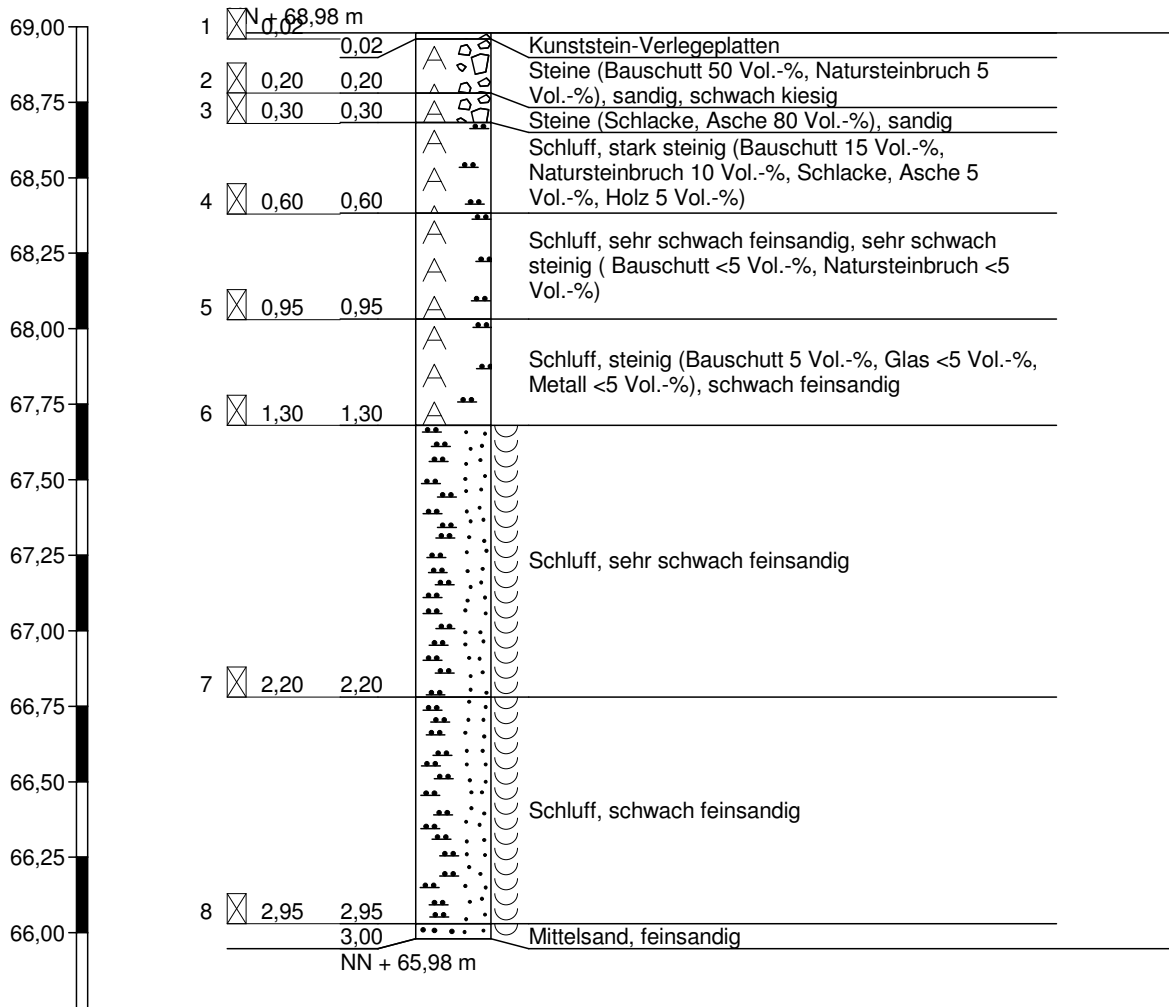 NN + 68,98 m
69,00
1 0,02
0,02 Kunststein-Verlegeplatten
2 0,20 0,20 Steine (Bauschutt 50 Vol.-%, Natursteinbruch 5
Vol.-%), sandig, schwach kiesig
68,75
3 0,30 0,30 Steine (Schlacke, Asche 80 Vol.-%), sandig
Schluff, stark steinig (Bauschutt 15 Vol.-%,
68,50
Natursteinbruch 10 Vol.-%, Schlacke, Asche 5
4 0,60 0,60 Vol.-%, Holz 5 Vol.-%)
68,25
Schluff, sehr schwach feinsandig, sehr schwach
steinig ( Bauschutt <5 Vol.-%, Natursteinbruch <5
Vol.-%)
5 0,95 0,95
68,00
Schluff, steinig (Bauschutt 5 Vol.-%, Glas <5 Vol.-%,
Metall <5 Vol.-%), schwach feinsandig
67,75
6 1,30 1,30
67,50
67,25
Schluff, sehr schwach feinsandig
67,00
7 2,20 2,20
66,75
66,50
Schluff, schwach feinsandig
66,25
8 2,95 2,95
66,00
3,00 Mittelsand, feinsandig
NN + 65,98 m